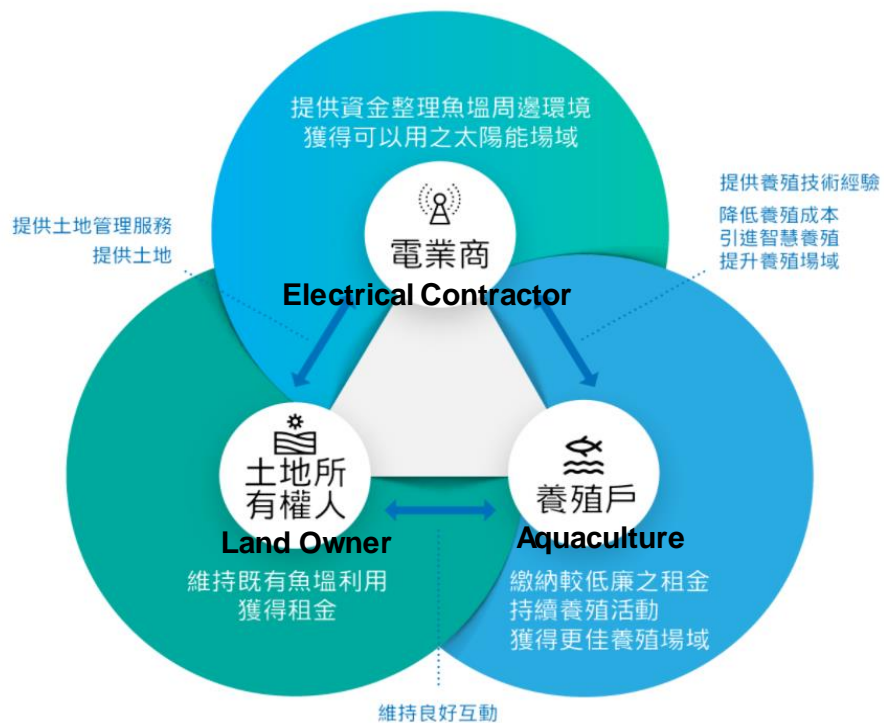 提供資金整理魚塭周邊環境
獲得可以用之太陽能場域
電業商
Electrical Contractor
提供土地管理服務
提供土地
提供養殖技術經驗
降低養殖成本
引進智慧養殖
提升養殖場域
土地所
有權人
Land Owner
維持既有魚塭利用
獲得租金
養殖戶
Aquaculture
繳納較低廉之租金
持續養殖活動
獲得更佳養殖場域
維持良好互動